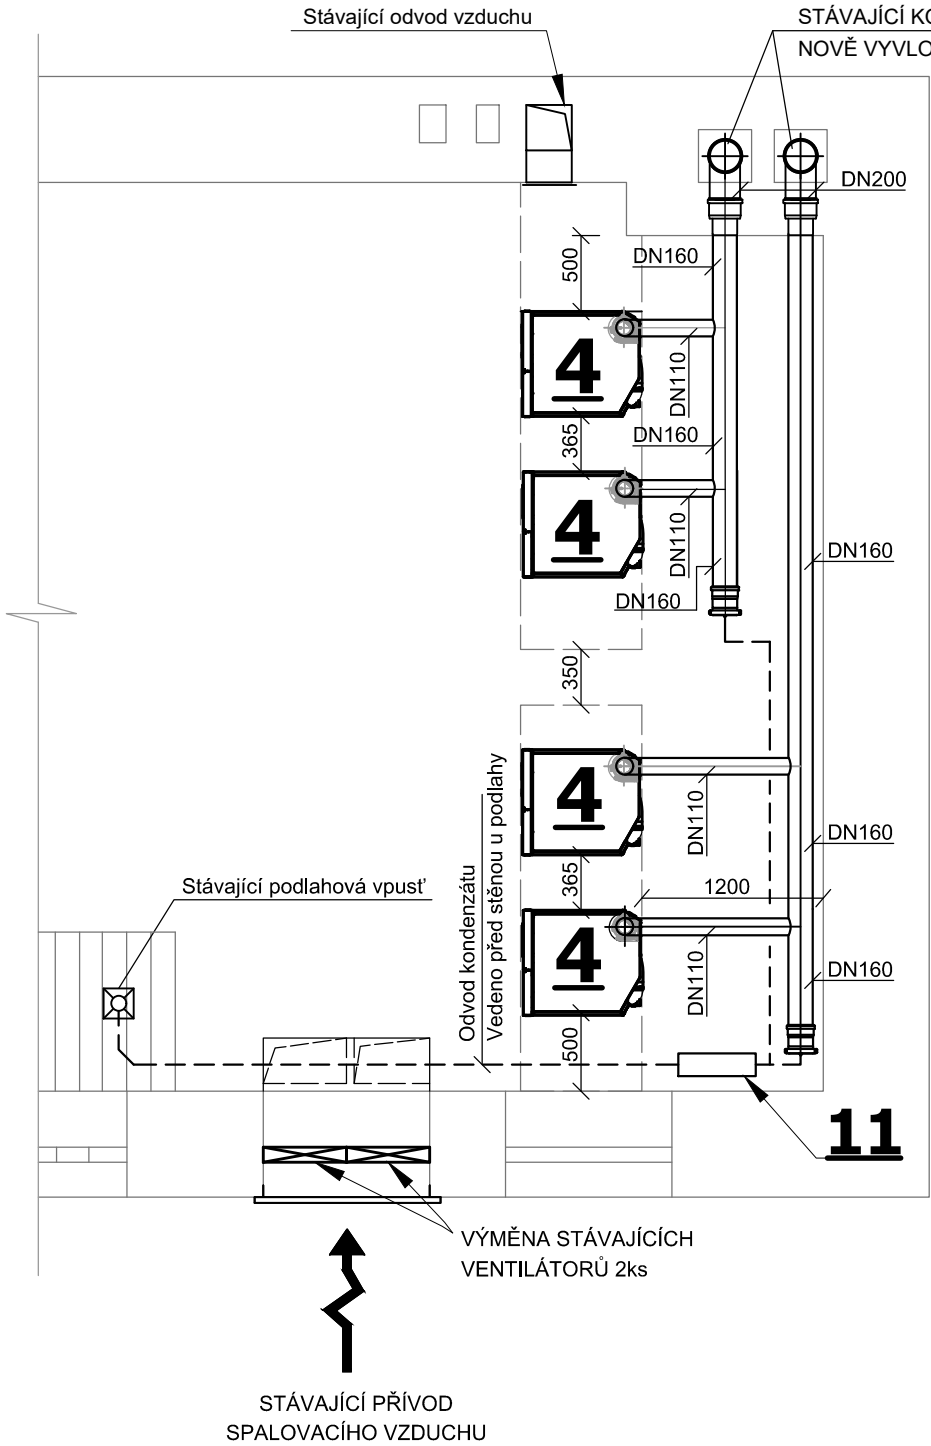 Stávající odvod vzduchu
STÁVAJÍCÍ
NOVĚ
DN200
DN160
500
4
DN110
DN160
365
4
DN110
DN160
DN160
350
4
DN110
DN160
Odvod kondenzátu
Vedeno před stěnou u podlahy
365
1200
Stávající podlahová vpusť
4
DN110
DN160
500
11
VÝMĚNA STÁVAJÍCÍCH
VENTILÁTORŮ 2ks
STÁVAJÍCÍ PŘÍVOD
SPALOVACÍHO VZDUCHU